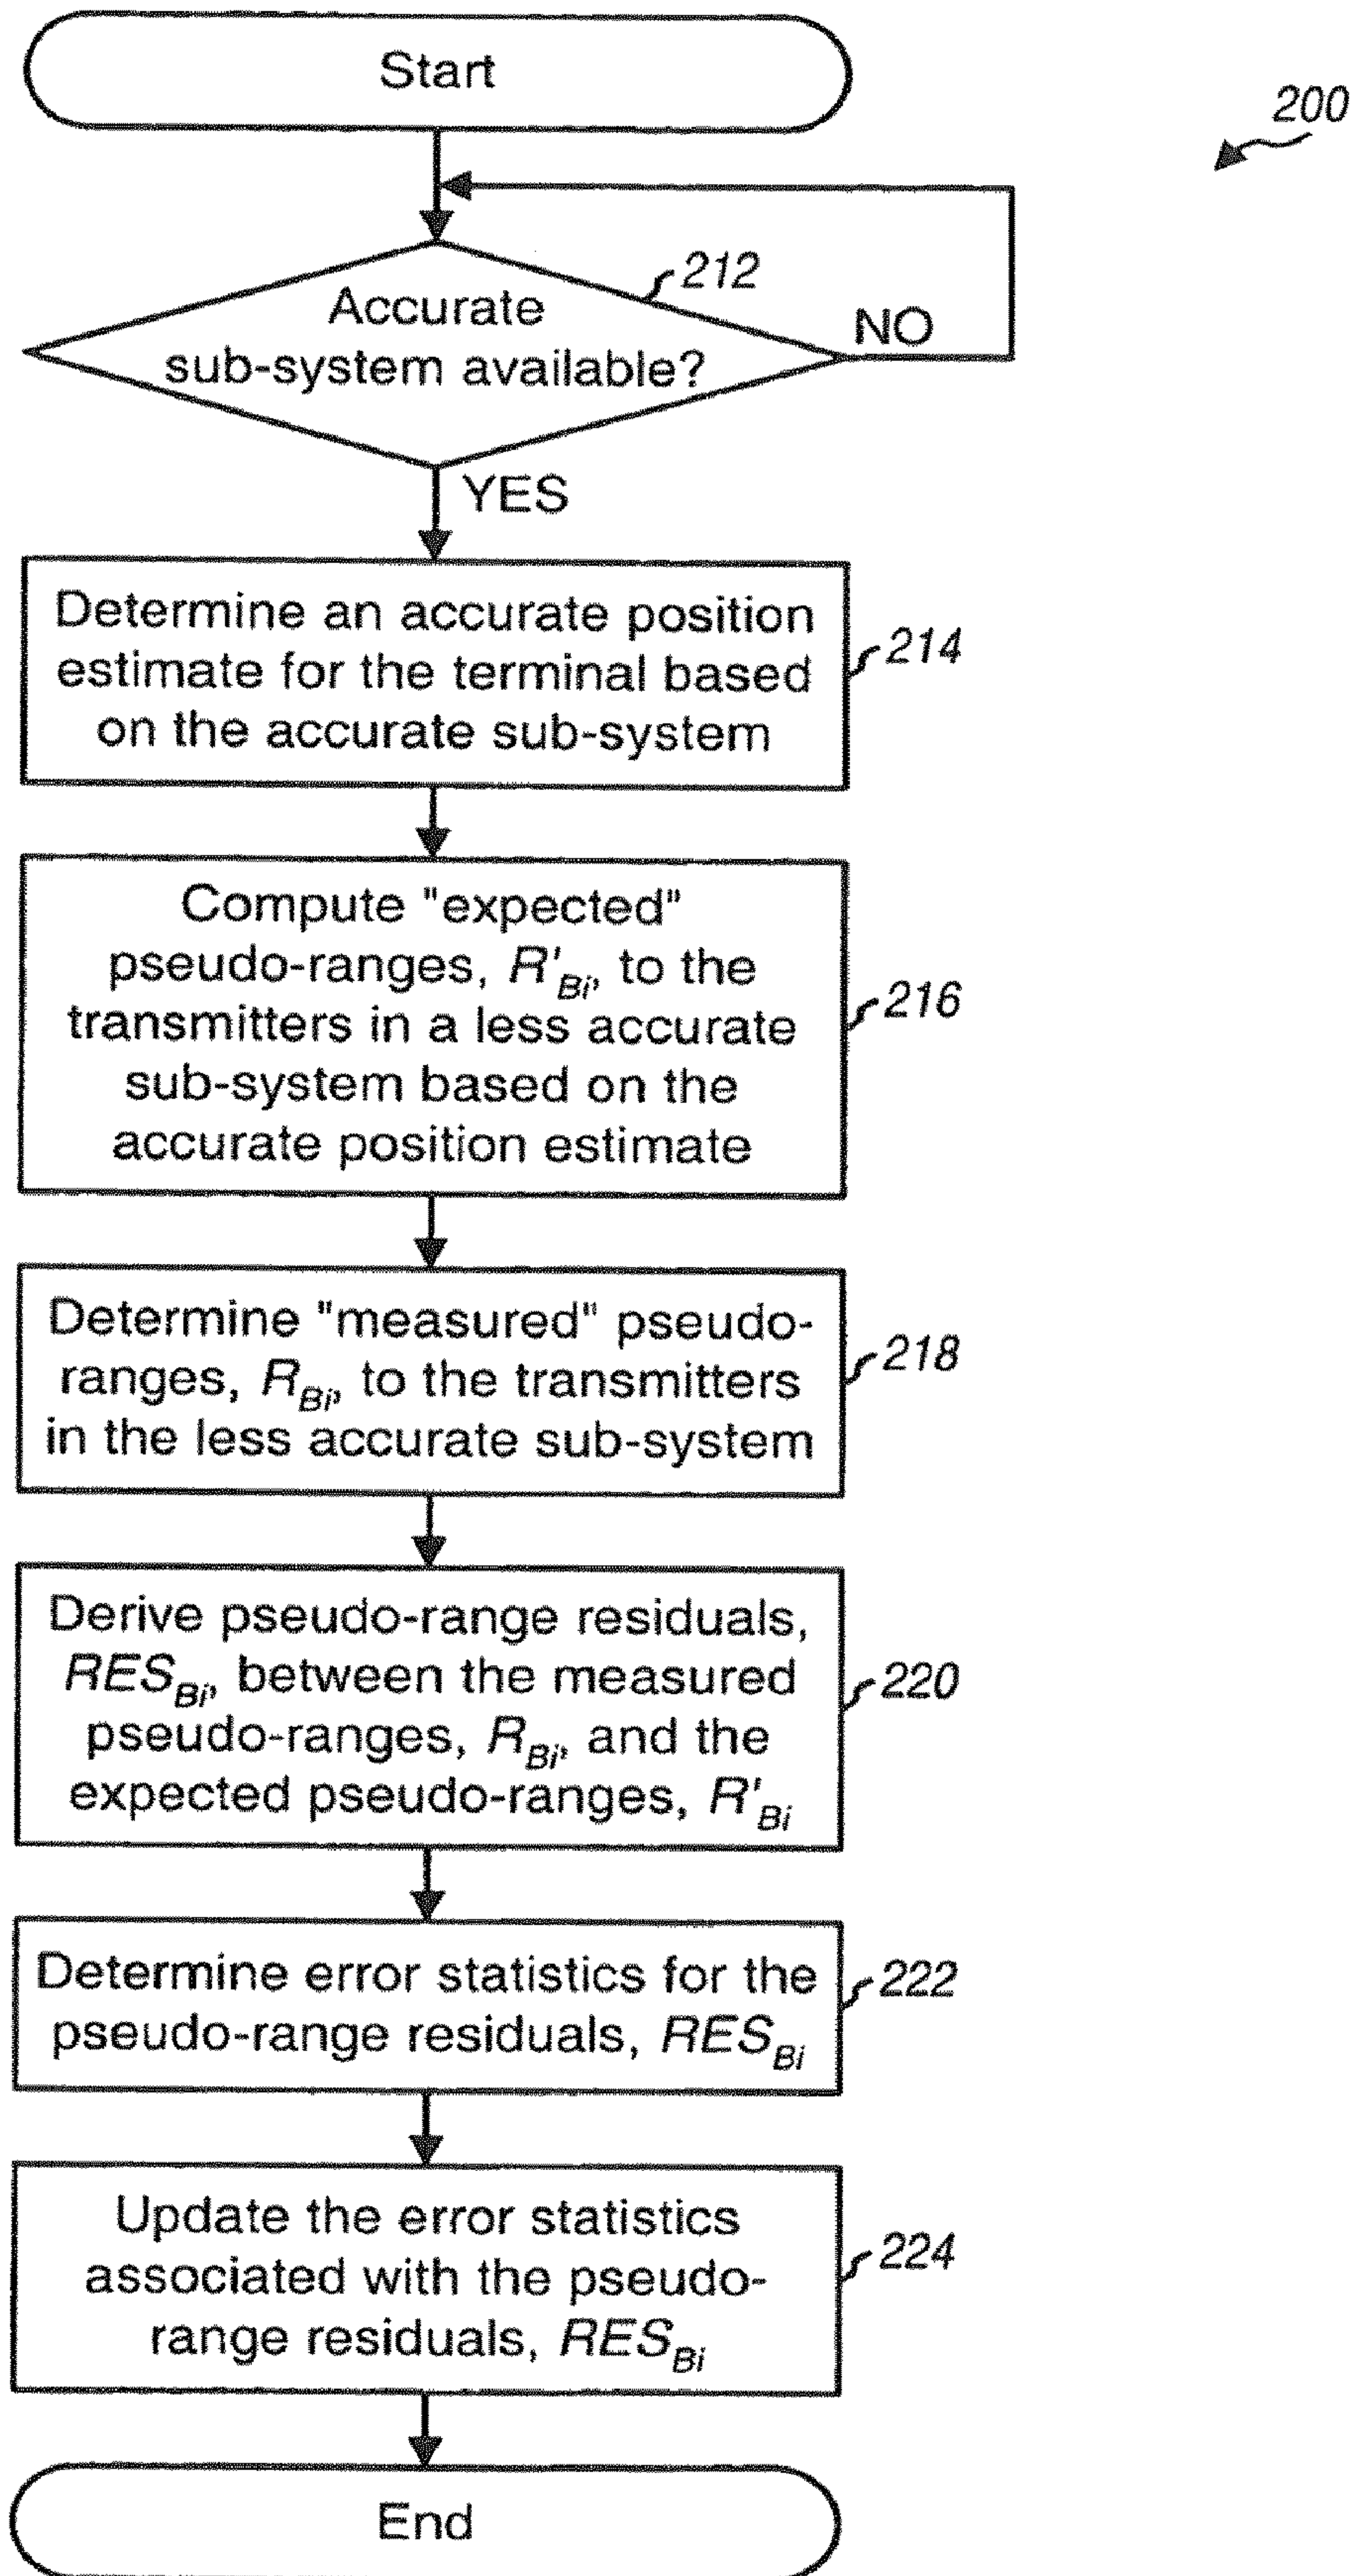 Start
200
212
Accurate
sub-system available?
NO
YES
Determine an accurate position
estimate for the terminal based
on the accurate sub-system
214
Compute "expected"
pseudo-ranges, R'Bi, to the
transmitters in a less accurate
sub-system based on the
accurate position estimate
216
Determine "measured" pseudo-
ranges, RBi, to the transmitters
in the less accurate sub-system
218
Derive pseudo-range residuals,
RESBi, between the measured
pseudo-ranges, RBi, and the
expected pseudo-ranges, R'Bi
220
Determine error statistics for the
pseudo-range residuals, RESBi
222
Update the error statistics
associated with the pseudo-
range residuals, RESBi
224
End